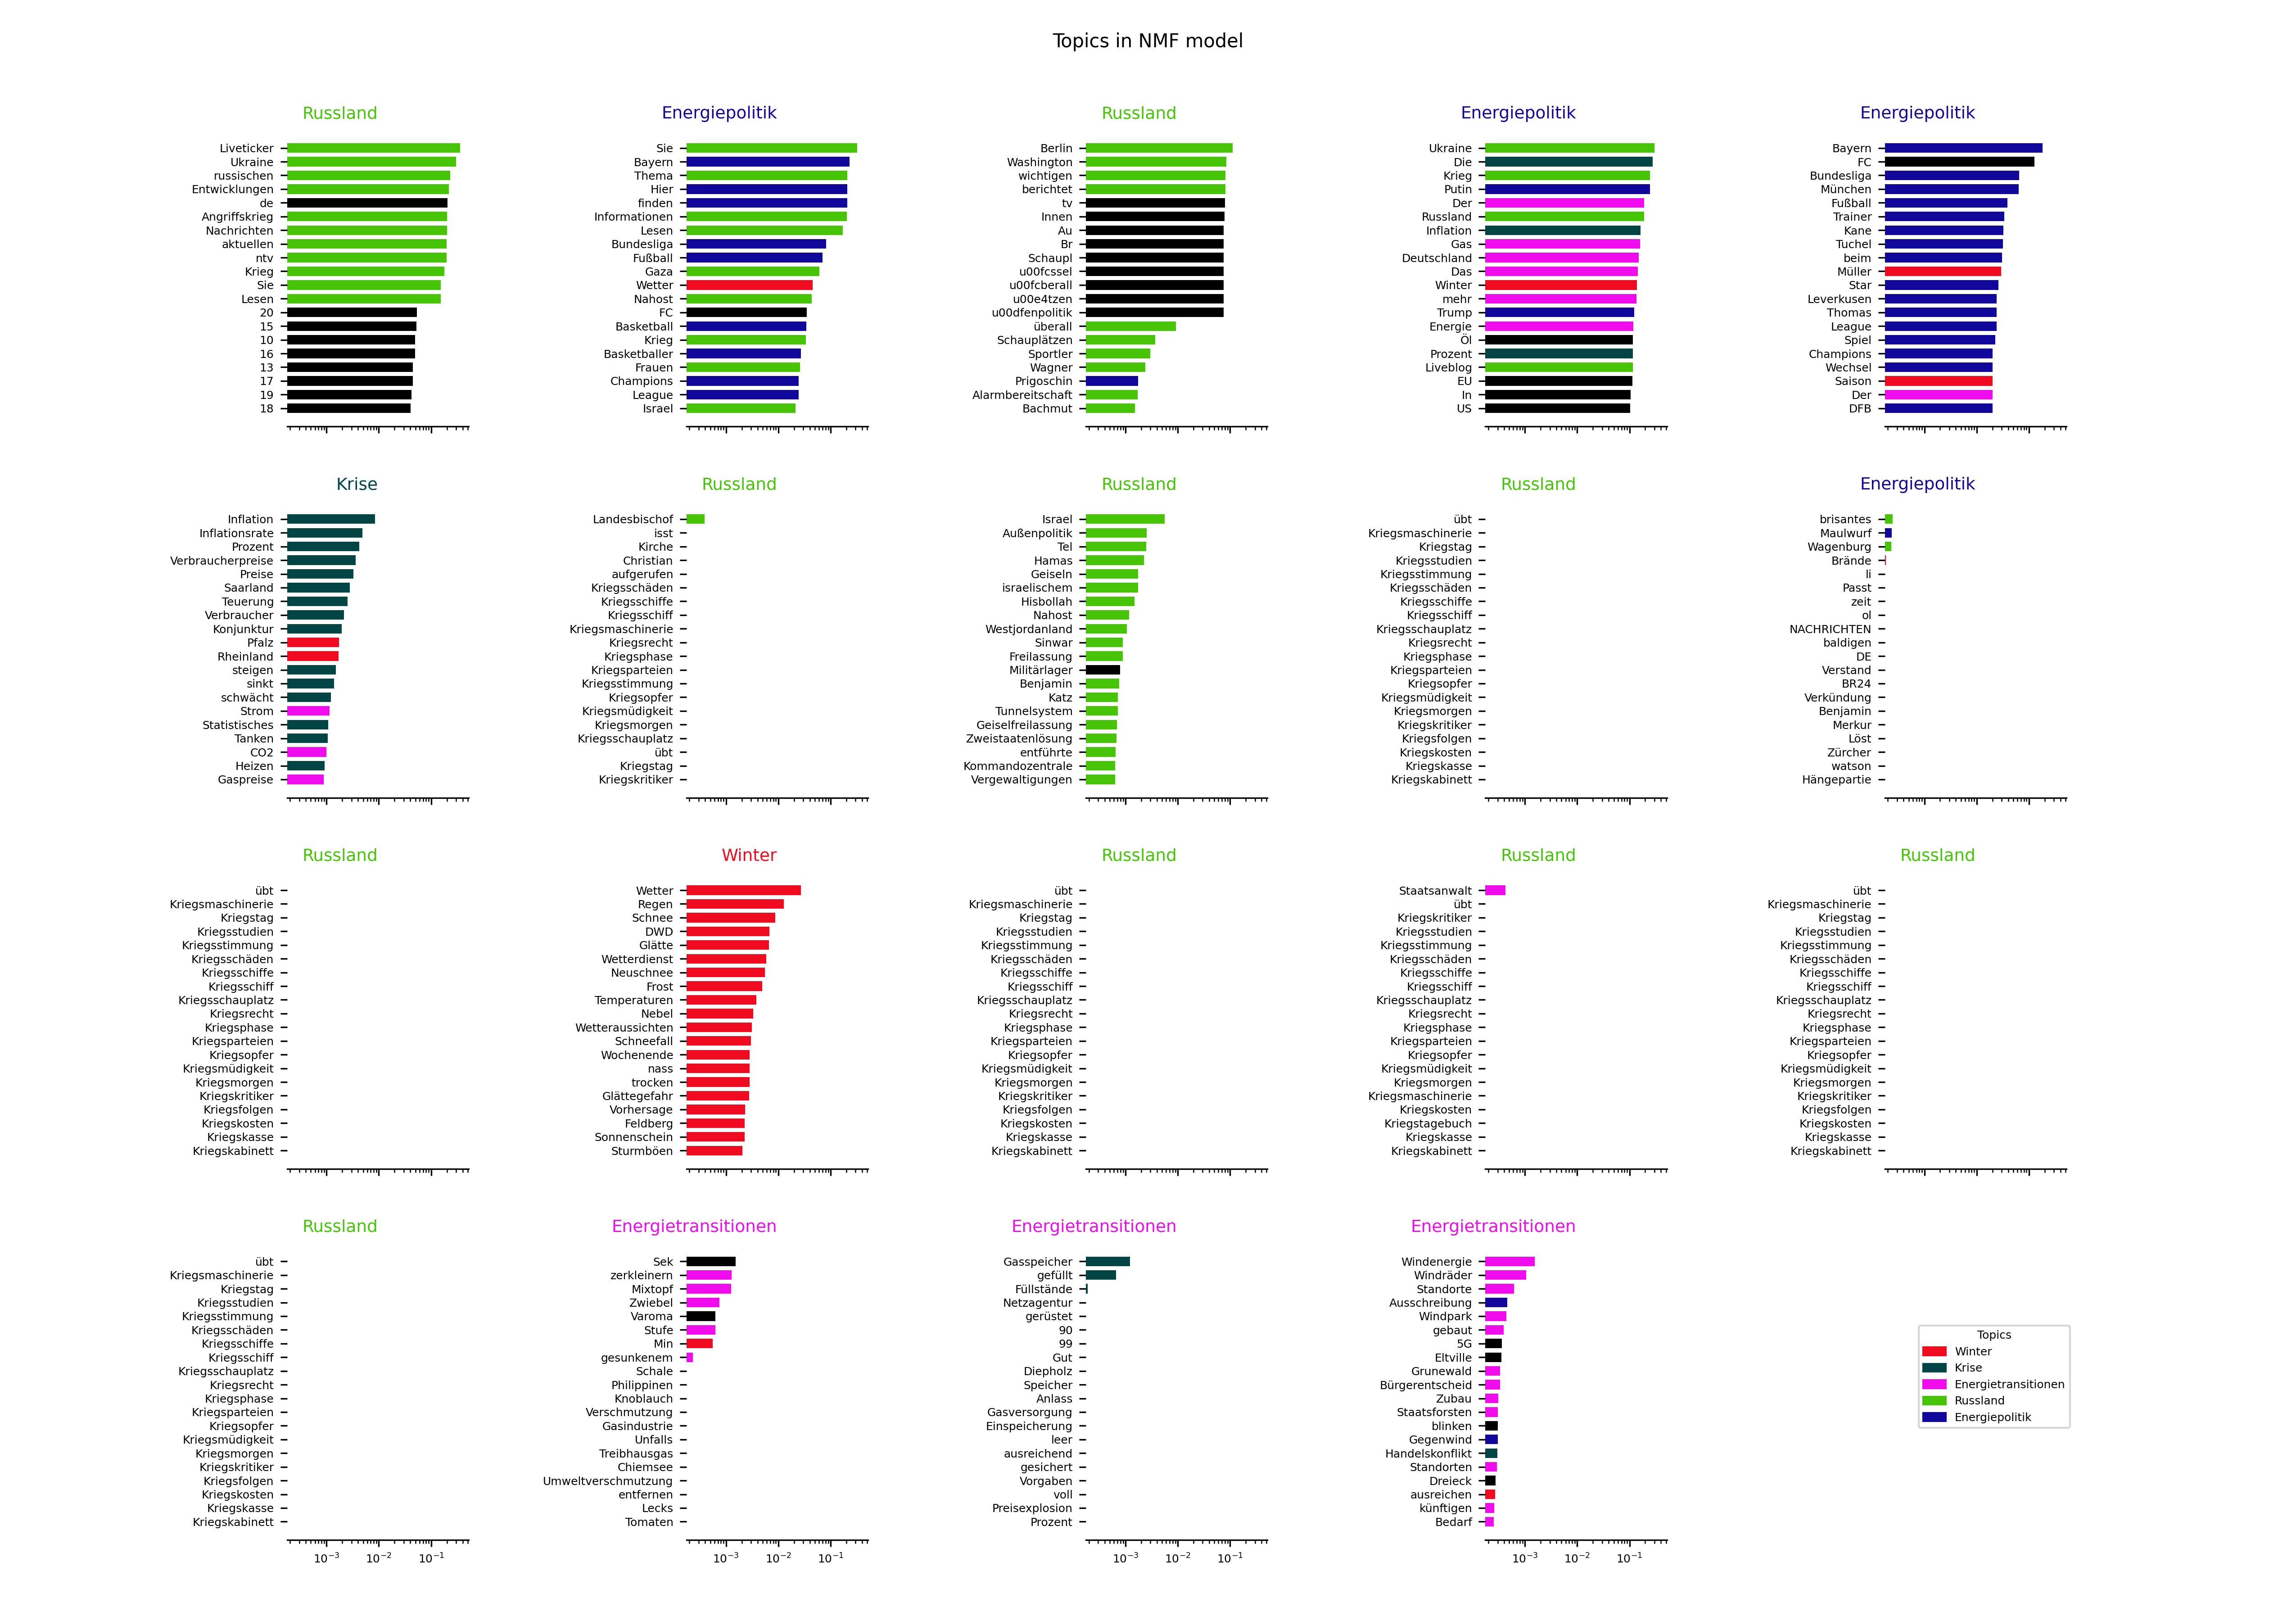 Topics in NMF model
Russland
Liveticker
Ukraine
russischen
Entwicklungen
de
Angriffskrieg
Nachrichten
aktuellen
ntv
Krieg
Sie
Lesen
20
15
10
16
13
17
19
18
Energiepolitik
Sie
Bayern
Thema
Hier
finden
Informationen
Lesen
Bundesliga
Fußball
Gaza
Wetter
Nahost
FC
Basketball
Krieg
Basketballer
Frauen
Champions
League
Israel
Russland
Berlin
Washington
wichtigen
berichtet
tv
Innen
Au
Br
Schaupl
u00fcssel
u00fcberall
u00e4tzen
u00dfenpolitik
überall
Schauplätzen
Sportler
Wagner
Prigoschin
Alarmbereitschaft
Bachmut
Energiepolitik
Ukraine
Die
Krieg
Putin
Der
Russland
Inflation
Gas
Deutschland
Das
Winter
mehr
Trump
Energie
Öl
Prozent
Liveblog
EU
In
US
Energiepolitik
Bayern
FC
Bundesliga
München
Fußball
Trainer
Kane
Tuchel
beim
Müller
Star
Leverkusen
Thomas
League
Spiel
Champions
Wechsel
Saison
Der
DFB
Krise
Inflation
Inflationsrate
Prozent
Verbraucherpreise
Preise
Saarland
Teuerung
Verbraucher
Konjunktur
Pfalz
Rheinland
steigen
sinkt
schwächt
Strom
Statistisches
Tanken
CO2
Heizen
Gaspreise
Russland
Landesbischof
isst
Kirche
Christian
aufgerufen
Kriegsschäden
Kriegsschiffe
Kriegsschiff
Kriegsmaschinerie
Kriegsrecht
Kriegsphase
Kriegsparteien
Kriegsstimmung
Kriegsopfer
Kriegsmüdigkeit
Kriegsmorgen
Kriegsschauplatz
übt
Kriegstag
Kriegskritiker
Russland
Israel
Außenpolitik
Tel
Hamas
Geiseln
israelischem
Hisbollah
Nahost
Westjordanland
Sinwar
Freilassung
Militärlager
Benjamin
Katz
Tunnelsystem
Geiselfreilassung
Zweistaatenlösung
entführte
Kommandozentrale
Vergewaltigungen
Russland
übt
Kriegsmaschinerie
Kriegstag
Kriegsstudien
Kriegsstimmung
Kriegsschäden
Kriegsschiffe
Kriegsschiff
Kriegsschauplatz
Kriegsrecht
Kriegsphase
Kriegsparteien
Kriegsopfer
Kriegsmüdigkeit
Kriegsmorgen
Kriegskritiker
Kriegsfolgen
Kriegskosten
Kriegskasse
Kriegskabinett
Energiepolitik
brisantes
Maulwurf
Wagenburg
Brände
li
Passt
zeit
ol
NACHRICHTEN
baldigen
DE
Verstand
BR24
Verkündung
Benjamin
Merkur
Löst
Zürcher
watson
Hängepartie
Russland
übt
Kriegsmaschinerie
Kriegstag
Kriegsstudien
Kriegsstimmung
Kriegsschäden
Kriegsschiffe
Kriegsschiff
Kriegsschauplatz
Kriegsrecht
Kriegsphase
Kriegsparteien
Kriegsopfer
Kriegsmüdigkeit
Kriegsmorgen
Kriegskritiker
Kriegsfolgen
Kriegskosten
Kriegskasse
Kriegskabinett
Winter
Wetter
Regen
Schnee
DWD
Glätte
Wetterdienst
Neuschnee
Frost
Temperaturen
Nebel
Wetteraussichten
Schneefall
Wochenende
nass
trocken
Glättegefahr
Vorhersage
Feldberg
Sonnenschein
Sturmböen
Russland
übt
Kriegsmaschinerie
Kriegstag
Kriegsstudien
Kriegsstimmung
Kriegsschäden
Kriegsschiffe
Kriegsschiff
Kriegsschauplatz
Kriegsrecht
Kriegsphase
Kriegsparteien
Kriegsopfer
Kriegsmüdigkeit
Kriegsmorgen
Kriegskritiker
Kriegsfolgen
Kriegskosten
Kriegskasse
Kriegskabinett
Russland
Staatsanwalt
übt
Kriegskritiker
Kriegsstudien
Kriegsstimmung
Kriegsschäden
Kriegsschiffe
Kriegsschiff
Kriegsschauplatz
Kriegsrecht
Kriegsphase
Kriegsparteien
Kriegsopfer
Kriegsmüdigkeit
Kriegsmorgen
Kriegsmaschinerie
Kriegskosten
Kriegstagebuch
Kriegskasse
Kriegskabinett
Russland
übt
Kriegsmaschinerie
Kriegstag
Kriegsstudien
Kriegsstimmung
Kriegsschäden
Kriegsschiffe
Kriegsschiff
Kriegsschauplatz
Kriegsrecht
Kriegsphase
Kriegsparteien
Kriegsopfer
Kriegsmüdigkeit
Kriegsmorgen
Kriegskritiker
Kriegsfolgen
Kriegskosten
Kriegskasse
Kriegskabinett
Russland
übt
Kriegsmaschinerie
Kriegstag
Kriegsstudien
Kriegsstimmung
Kriegsschäden
Kriegsschiffe
Kriegsschiff
Kriegsschauplatz
Kriegsrecht
Kriegsphase
Kriegsparteien
Kriegsopfer
Kriegsmüdigkeit
Kriegsmorgen
Kriegskritiker
Kriegsfolgen
Kriegskosten
Kriegskasse
Kriegskabinett
10⁻³ 10⁻² 10⁻¹
Energietransitionen
Sek
zerkleinern
Mixtopf
Zwiebel
Varoma
Stufe
Min
gesunkenem
Schale
Philippinen
Knoblauch
Verschmutzung
Gasindustrie
Unfalls
Treibhausgas
Chiemsee
Umweltverschmutzung
entfernen
Lecks
Tomaten
10⁻³ 10⁻² 10⁻¹
Energietransitionen
Gasspeicher
gefüllt
Füllstände
Netzagentur
gerüstet
90
99
Gut
Diepholz
Speicher
Anlass
Gasversorgung
Einspeicherung
leer
ausreichend
gesichert
Vorgaben
voll
Preisexplosion
Prozent
10⁻³ 10⁻² 10⁻¹
Energietransitionen
Windenergie
Windräder
Standorte
Ausschreibung
Windpark
gebaut
5G
Eltville
Grunewald
Bürgerentscheid
Zubau
Staatsforsten
blinken
Gegenwind
Handelskonflikt
Standorten
Dreieck
ausreichen
künftigen
Bedarf
10⁻³ 10⁻² 10⁻¹
Topics
Winter
Krise
Energietransitionen
Russland
Energiepolitik